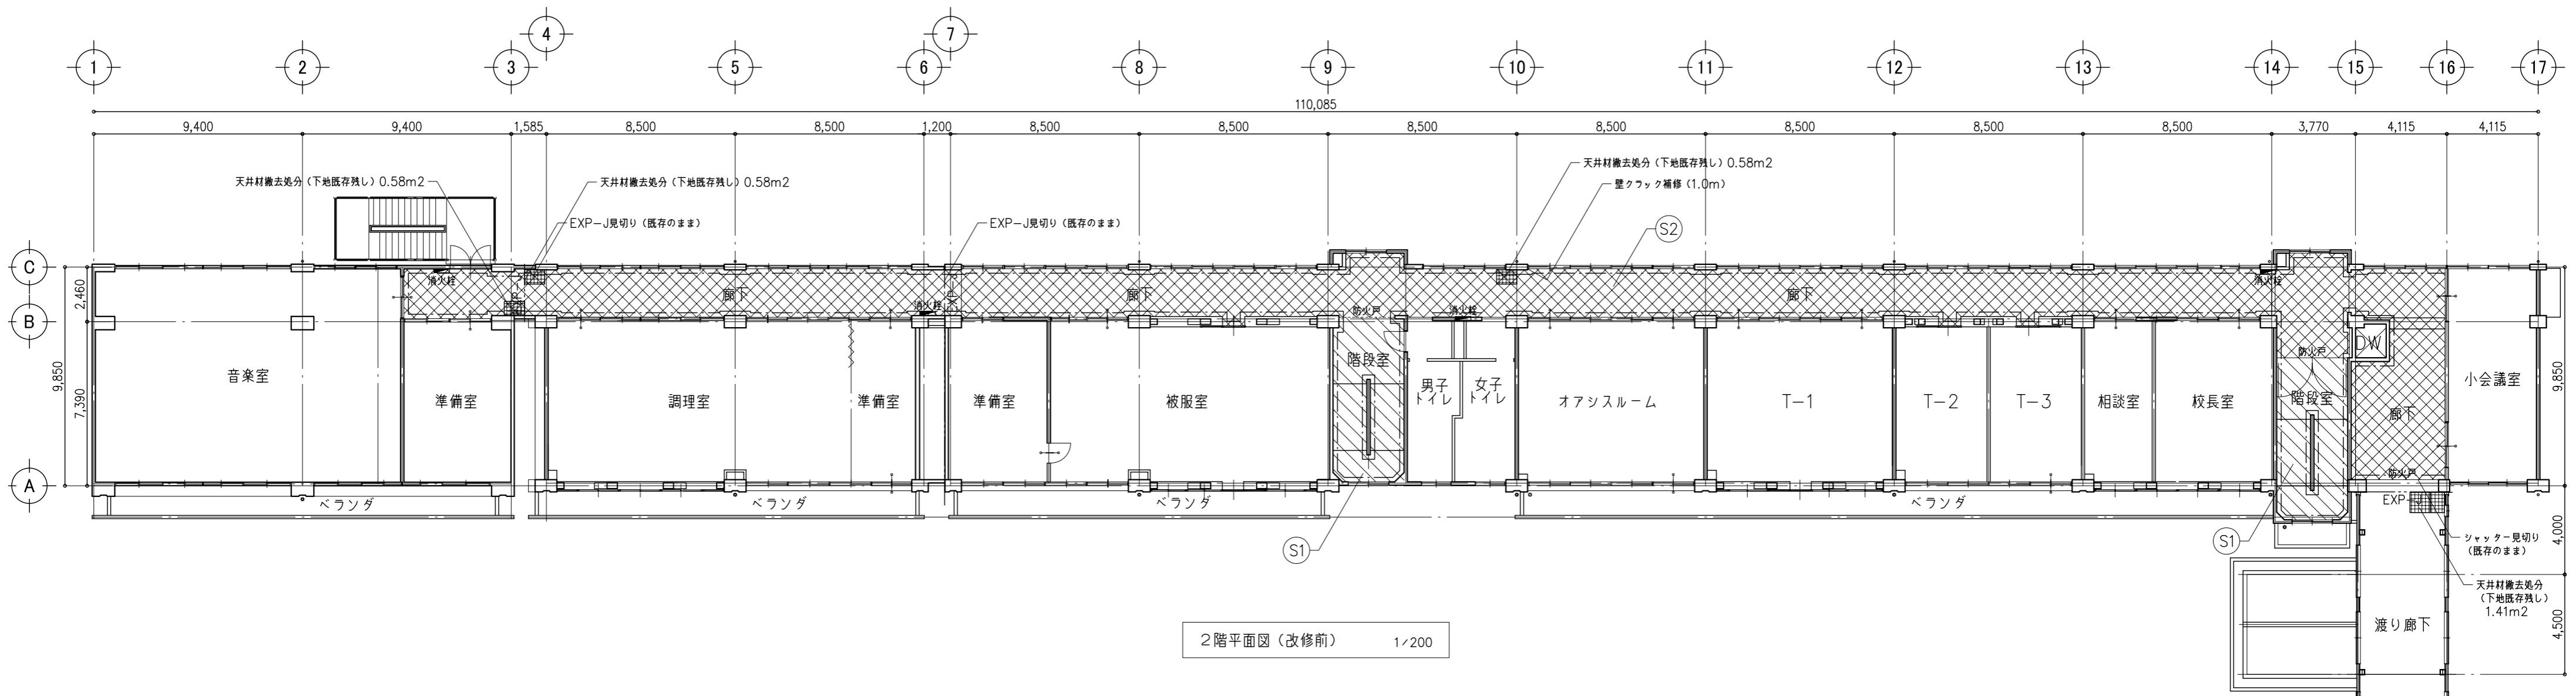 4 7
1 2 3 5 6 8 9 10 11 12 13 14 15 16 17
110,085
9,400 9,400 1,585 8,500 8,500 1,200 8,500 8,500 8,500 8,500 8,500 8,500 8,500 3,770 4,115 4,115
天井材撤去処分（下地既存残し）0.58m2
天井材撤去処分（下地既存残し）0.58m2
天井材撤去処分（下地既存残し）0.58m2
壁クラック補修（1.0m）
EXP－J見切り（既存のまま）
EXP－J見切り（既存のまま）
S2
C
B
A
2,460
7,390
9,850
消火栓
EXP-J
廊下
消火栓
EXP-J
廊下
防火戸
消火栓
廊下
消火栓
音楽室
準備室
調理室
準備室
準備室
被服室
階段室
男子
トイレ
女子
トイレ
オアシスルーム
T－1
T－2
T－3
相談室
校長室
防火戸
階段室
DW
廊下
防火戸
小会議室
9,850
ベランダ
ベランダ
ベランダ
ベランダ
EXP-J
S1
S1
シャッター見切り
（既存のまま）
4,000
天井材撤去処分
（下地既存残し）
1.41m2
渡り廊下
4,500
2階平面図（改修前） 1/200